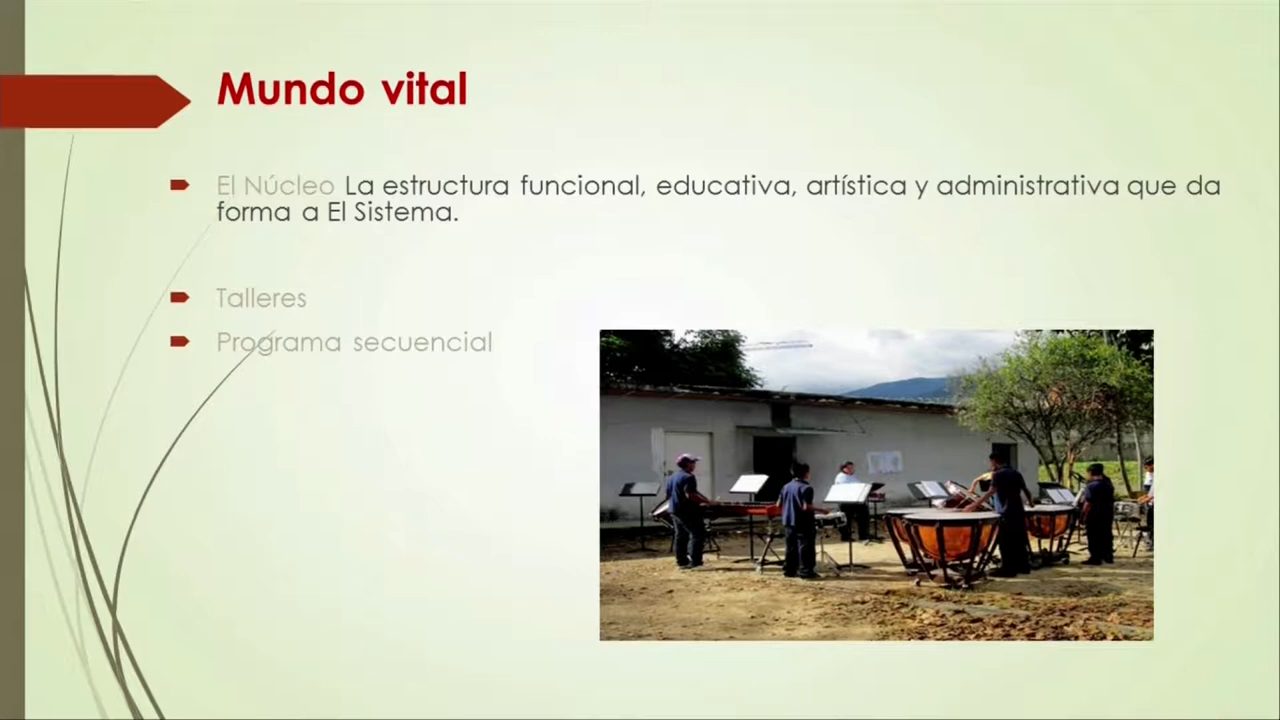 Mundo vital
El Núcleo La estructura funcional, educativa, artística y administrativa que da
forma a El Sistema.
Talleres
Programa secuencial